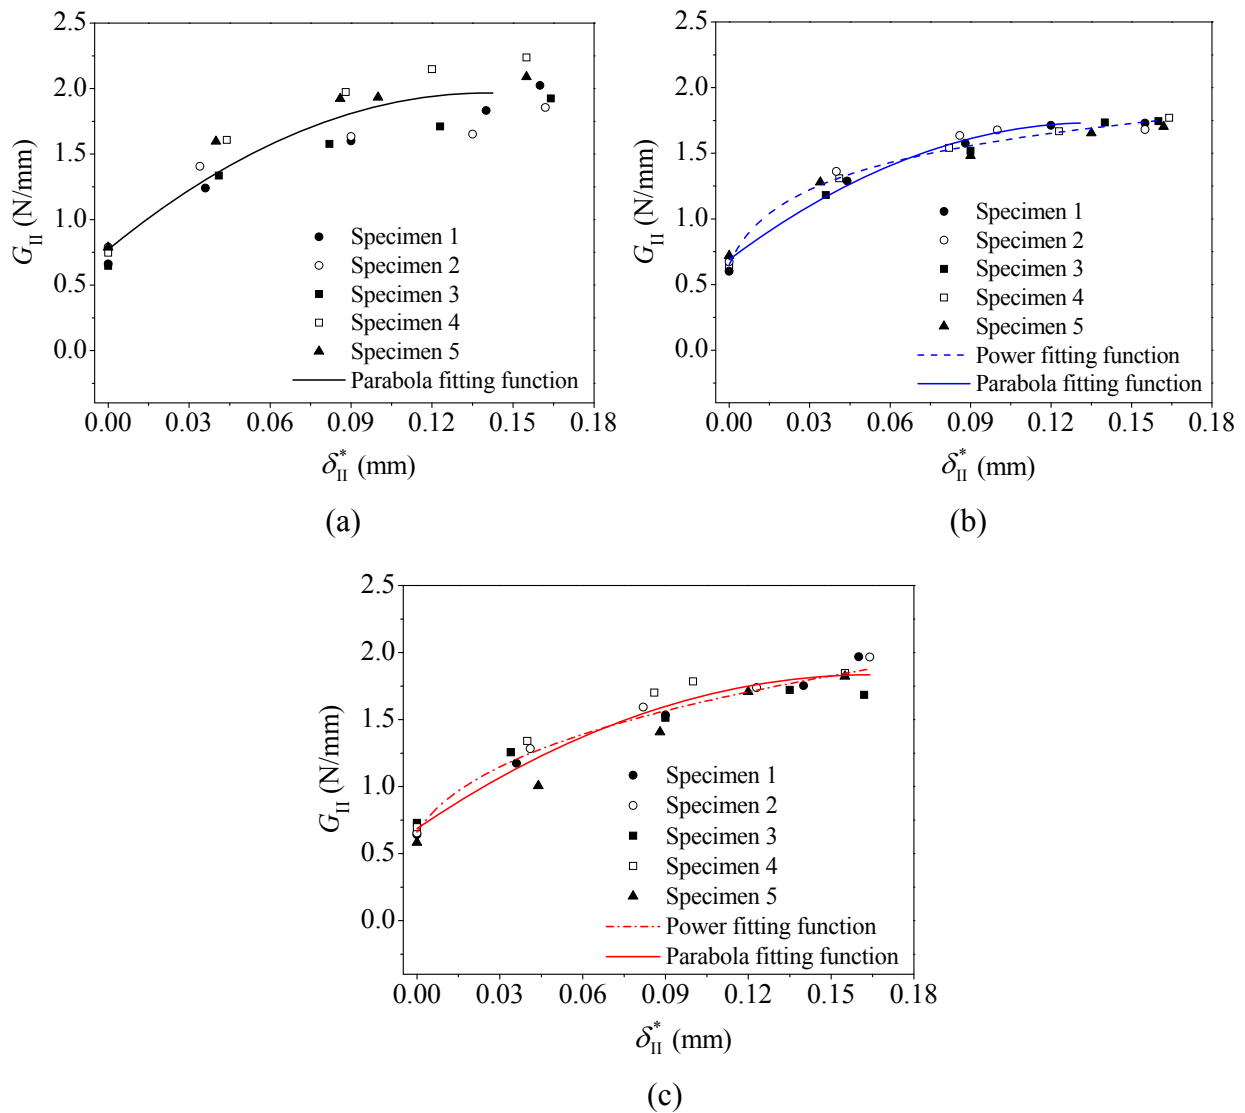 2.5
2.0
1.5
1.0
0.5
0.0
G_II (N/mm)
Specimen 1
Specimen 2
Specimen 3
Specimen 4
Specimen 5
Parabola fitting function
0.00 0.03 0.06 0.09 0.12 0.15 0.18
δ*_II (mm)
(a)
2.5
2.0
1.5
1.0
0.5
0.0
G_II (N/mm)
Specimen 1
Specimen 2
Specimen 3
Specimen 4
Specimen 5
Power fitting function
Parabola fitting function
0.00 0.03 0.06 0.09 0.12 0.15 0.18
δ*_II (mm)
(b)
2.5
2.0
1.5
1.0
0.5
0.0
G_II (N/mm)
Specimen 1
Specimen 2
Specimen 3
Specimen 4
Specimen 5
Power fitting function
Parabola fitting function
0.00 0.03 0.06 0.09 0.12 0.15 0.18
δ*_II (mm)
(c)